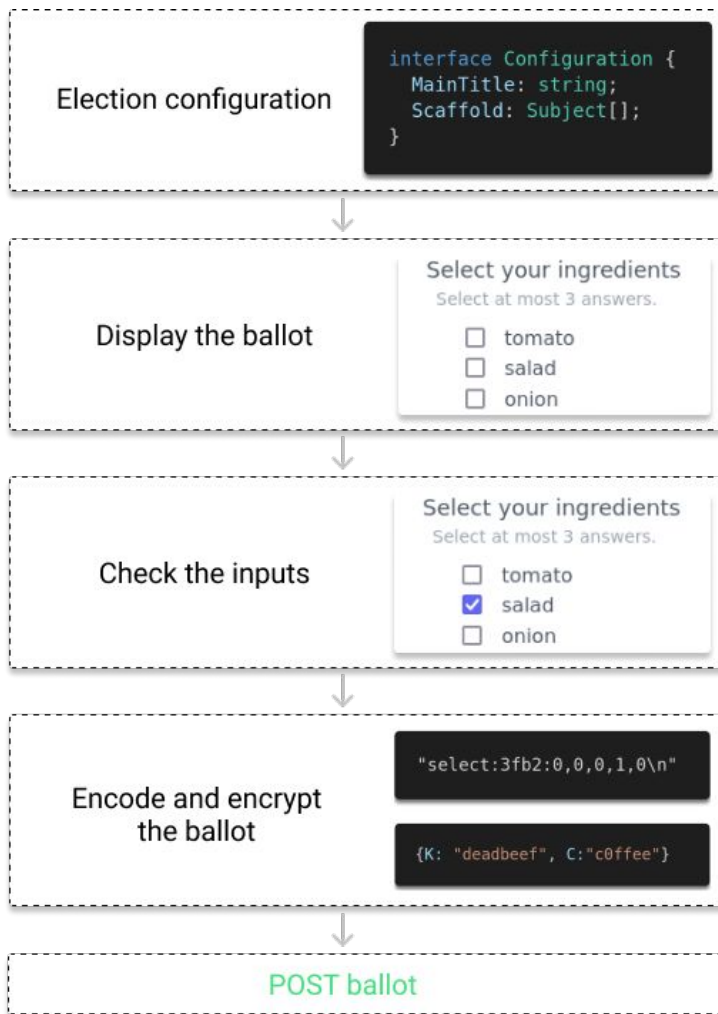 Election configuration
interface Configuration {
MainTitle: string;
Scaffold: Subject[];
}
Display the ballot
Select your ingredients
Select at most 3 answers.
tomato
salad
onion
Check the inputs
Select your ingredients
Select at most 3 answers.
tomato
salad
onion
Encode and encrypt
the ballot
"select:3fb2:0,0,0,1,0\n"
{K: "deadbeef", C:"c0ffee"}
POST ballot